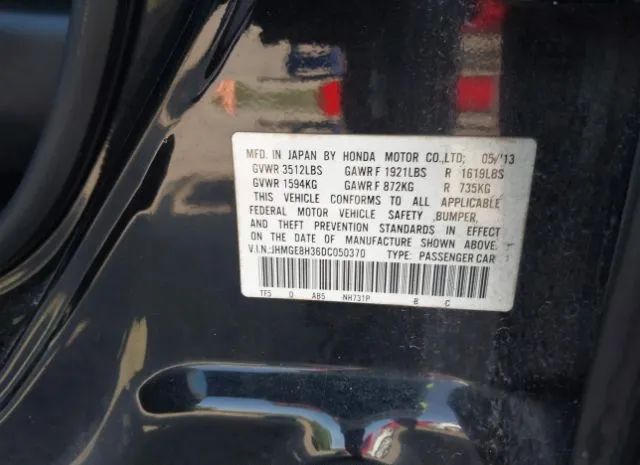 MFD. IN JAPAN BY HONDA MOTOR CO.,LTD; 05/'13
GVWR 3512LBS GAWR F 1921LBS R 1619LBS
GVWR 1594KG GAWR F 872KG R 735KG
THIS VEHICLE CONFORMS TO ALL APPLICABLE
FEDERAL MOTOR VEHICLE SAFETY ,BUMPER,
AND THEFT PREVENTION STANDARDS IN EFFECT
ON THE DATE OF MANUFACTURE SHOWN ABOVE.
V.I.N.:JHMGE8H36DC050370 TYPE: PASSENGER CAR
TF5 D AB5 NH731P B C